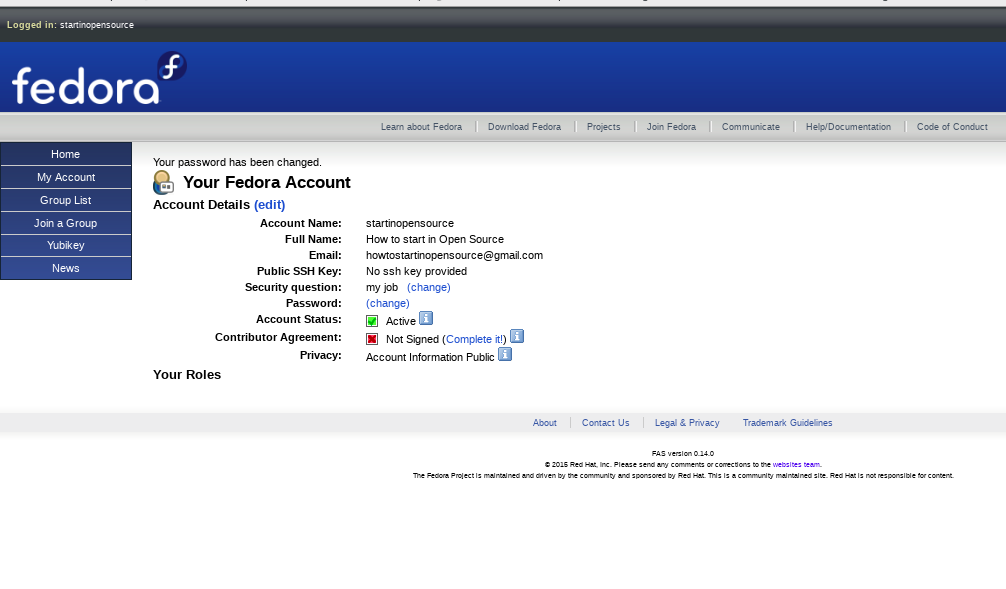 Logged in: startinopensource
fedora
Learn about Fedora Download Fedora Projects Join Fedora Communicate Help/Documentation Code of Conduct
Home
My Account
Group List
Join a Group
Yubikey
News
Your password has been changed.
Your Fedora Account
Account Details (edit)
Account Name: startinopensource
Full Name: How to start in Open Source
Email: howtostartinopensource@gmail.com
Public SSH Key: No ssh key provided
Security question: my job (change)
Password: (change)
Account Status: Active
Contributor Agreement: Not Signed (Complete it!)
Privacy: Account Information Public
Your Roles
About Contact Us Legal & Privacy Trademark Guidelines
FAS version 0.14.0
© 2015 Red Hat, Inc. Please send any comments or corrections to the websites team.
The Fedora Project is maintained and driven by the community and sponsored by Red Hat. This is a community maintained site. Red Hat is not responsible for content.